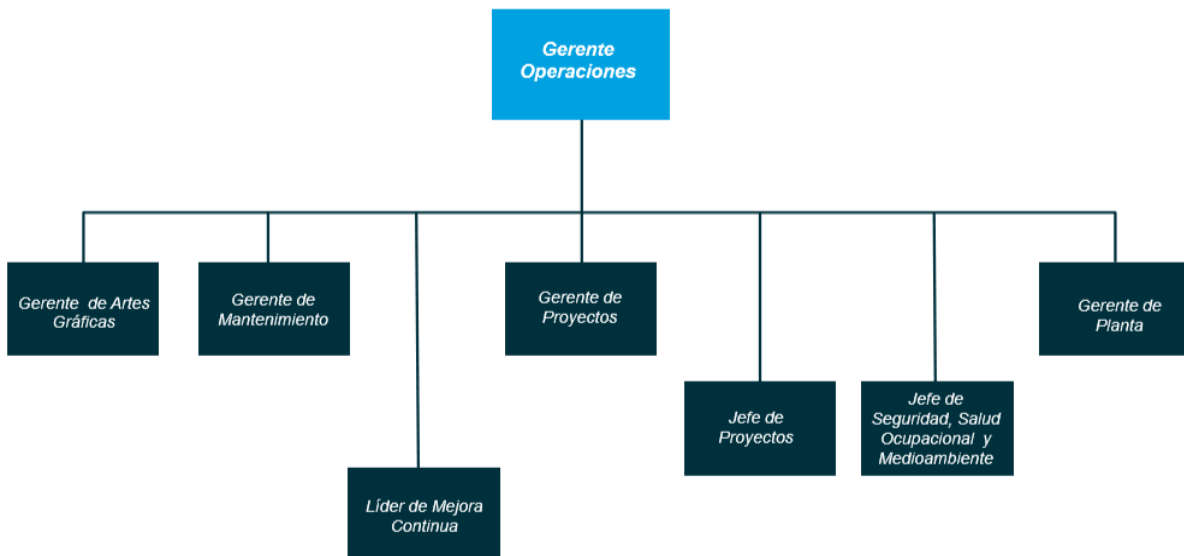 Gerente
Operaciones
Gerente de Artes
Gráficas
Gerente de
Mantenimiento
Gerente de
Proyectos
Gerente de
Planta
Jefe de
Proyectos
Jefe de
Seguridad, Salud
Ocupacional y
Medioambiente
Líder de Mejora
Continua